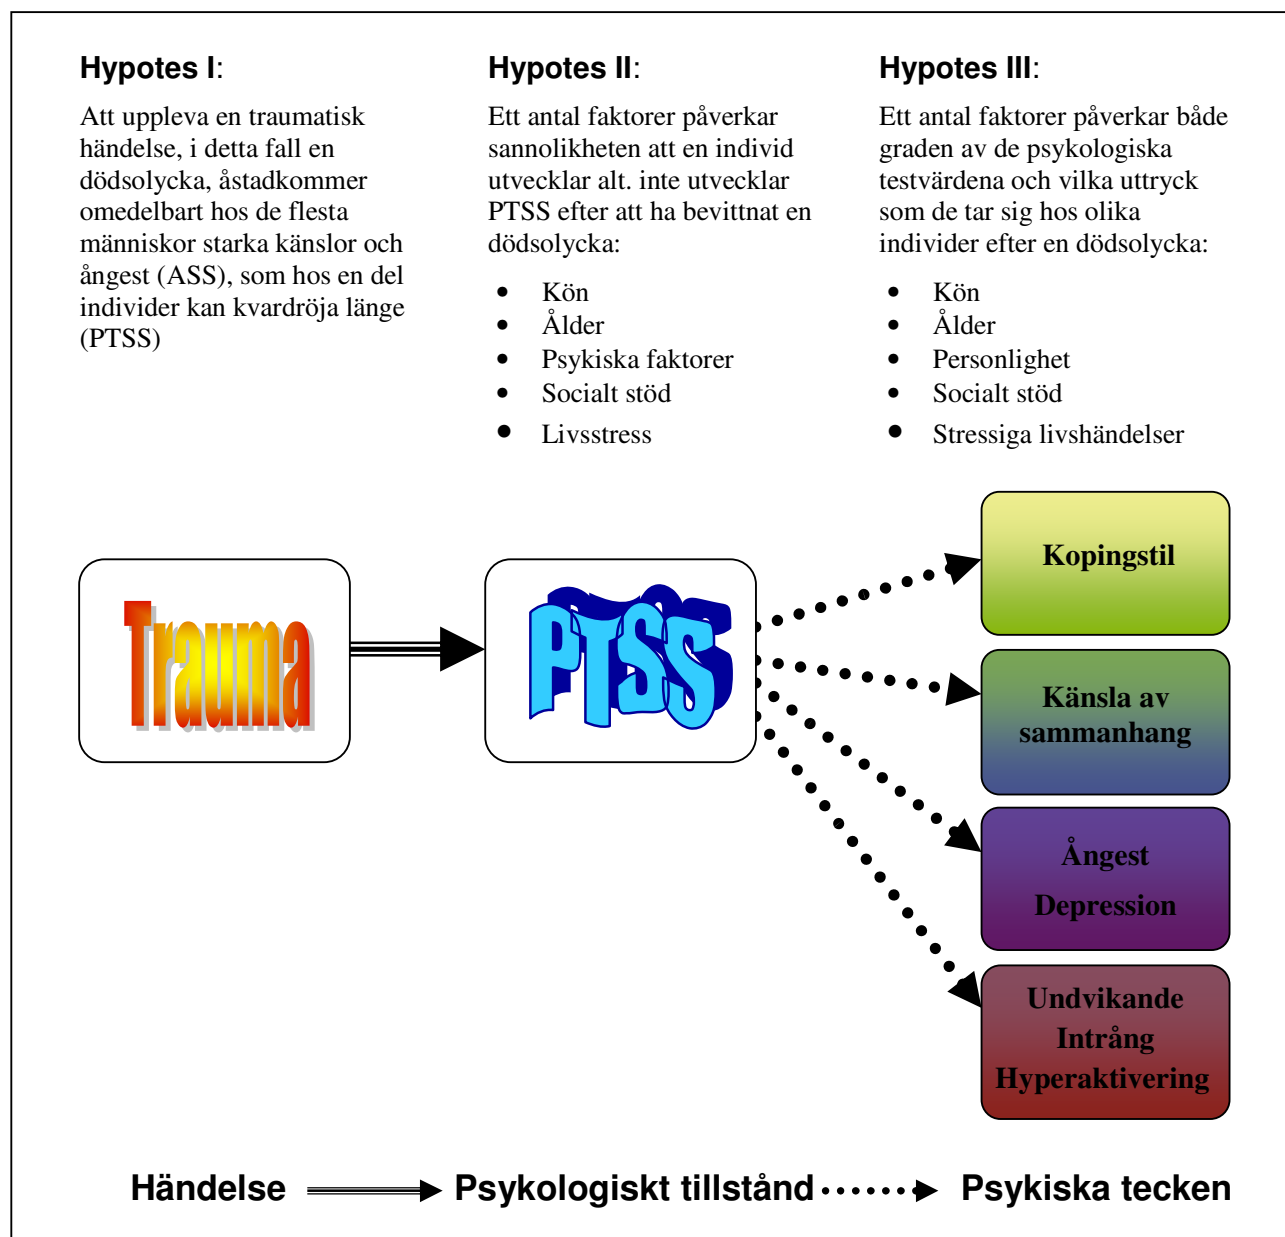 Hypotes I:
Att uppleva en traumatisk
händelse, i detta fall en
dödsolycka, åstadkommer
omedelbart hos de flesta
människor starka känslor och
ångest (ASS), som hos en del
individer kan kvardröja länge
(PTSS)
Hypotes II:
Ett antal faktorer påverkar
sannolikheten att en individ
utvecklar alt. inte utvecklar
PTSS efter att ha bevittnat en
dödsolycka:
• Kön
• Ålder
• Psykiska faktorer
• Socialt stöd
• Livsstress
Hypotes III:
Ett antal faktorer påverkar både
graden av de psykologiska
testvärdena och vilka uttryck
som de tar sig hos olika
individer efter en dödsolycka:
• Kön
• Ålder
• Personlighet
• Socialt stöd
• Stressiga livshändelser
Trauma
PTSS
Kopingstil
Känsla av
sammanhang
Ångest
Depression
Undvikande
Intrång
Hyperaktivering
Händelse
Psykologiskt tillstånd
Psykiska tecken